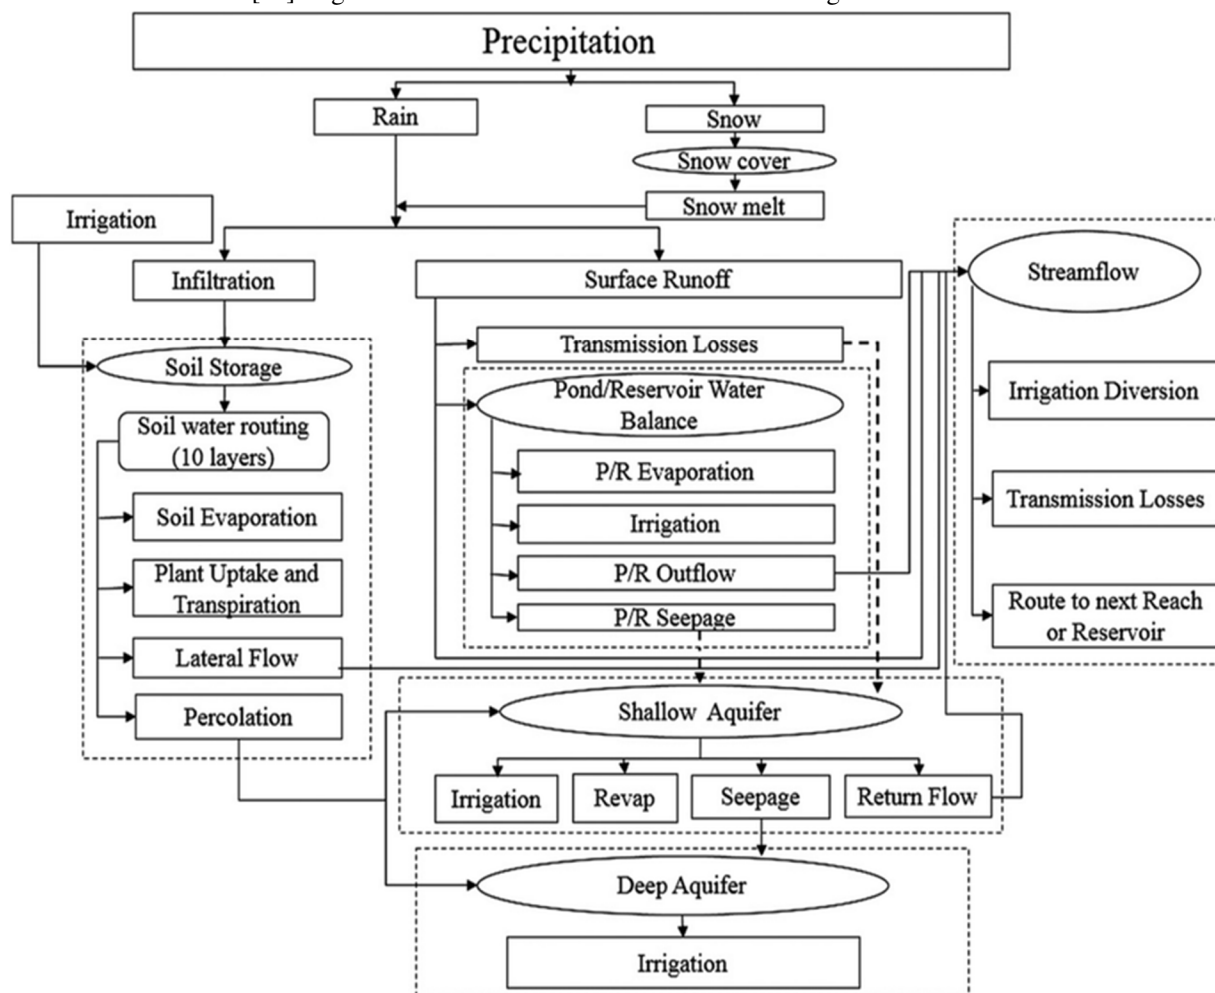 Precipitation
Rain
Snow
Snow cover
Snow melt
Irrigation
Infiltration
Surface Runoff
Streamflow
Soil Storage
Soil water routing
(10 layers)
Soil Evaporation
Plant Uptake and
Transpiration
Lateral Flow
Percolation
Transmission Losses
Pond/Reservoir Water
Balance
P/R Evaporation
Irrigation
P/R Outflow
P/R Seepage
Irrigation Diversion
Transmission Losses
Route to next Reach
or Reservoir
Shallow Aquifer
Irrigation
Revap
Seepage
Return Flow
Deep Aquifer
Irrigation